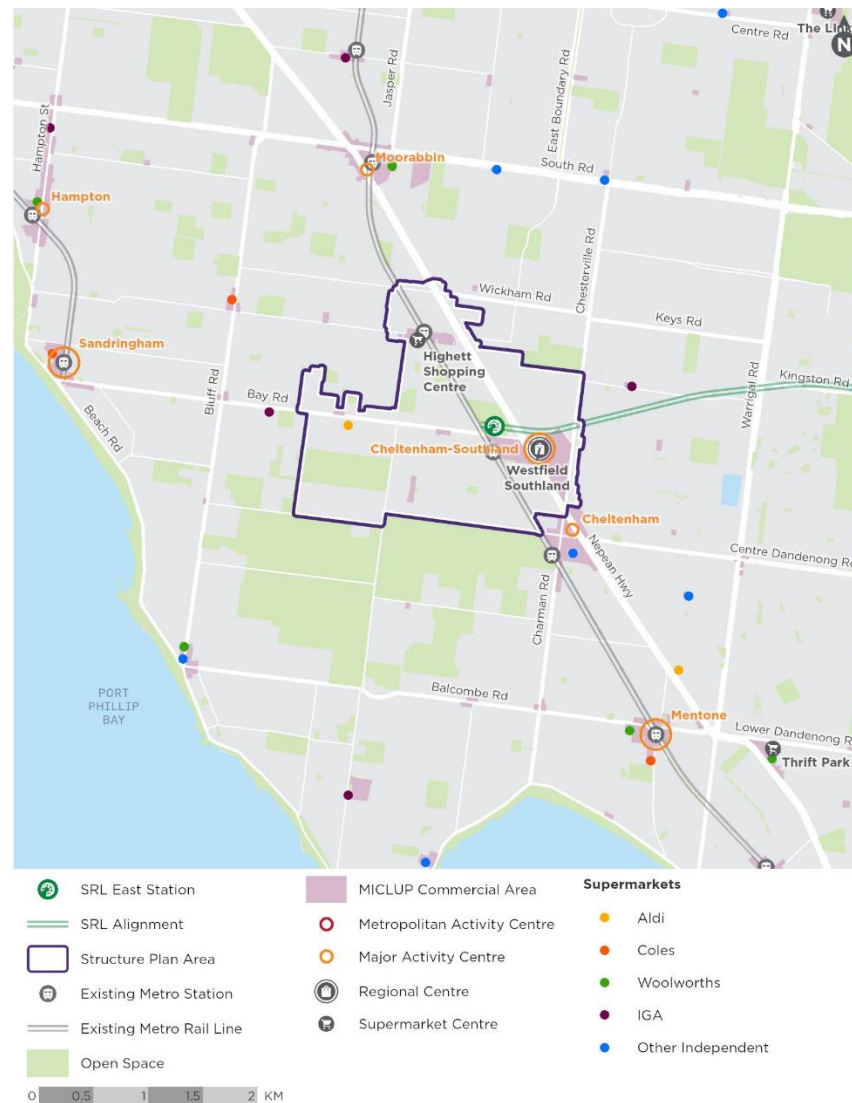 Centre Rd
The Link
N
Jasper Rd
East Boundary Rd
Hampton St
Moorabbin
South Rd
Hampton
Chesterville Rd
Wickham Rd
Keys Rd
Warrigal Rd
Sandringham
Highett
Shopping
Centre
Kingston Rd
Bluff Rd
Bay Rd
Beach Rd
Cheltenham-Southland
Westfield
Southland
Cheltenham
Nepean Hwy
Centre Dandenong Rd
Charman Rd
PORT
PHILLIP
BAY
Balcombe Rd
Mentone
Lower Dandenong R
Thrift Park
SRL East Station
SRL Alignment
Structure Plan Area
Existing Metro Station
Existing Metro Rail Line
Open Space
0 0.5 1 1.5 2 KM
MICLUP Commercial Area
Metropolitan Activity Centre
Major Activity Centre
Regional Centre
Supermarket Centre
Supermarkets
Aldi
Coles
Woolworths
IGA
Other Independent